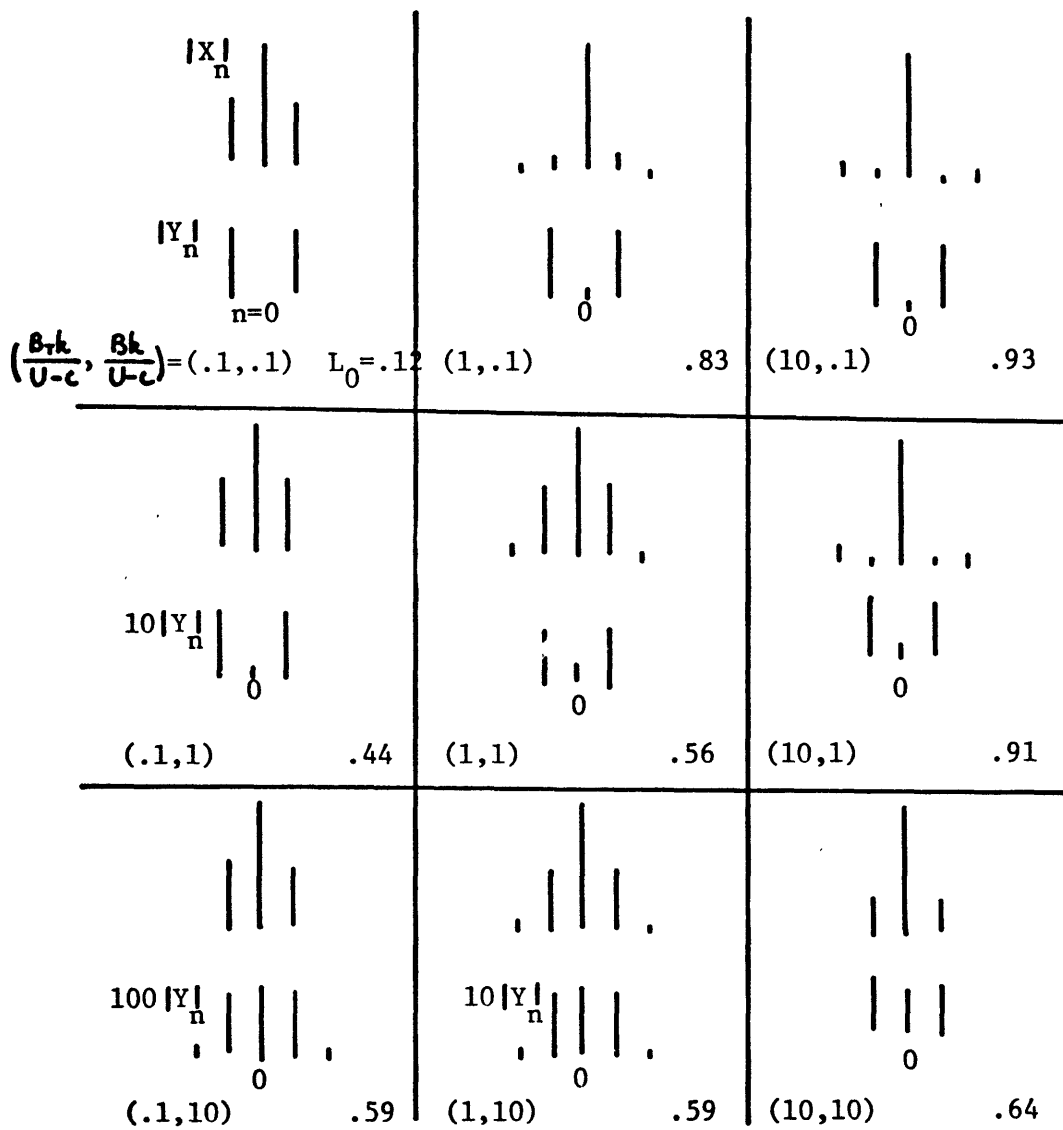 |X_n|
|Y_n|
n=0 0 0
(B_T k / U-c, Bk / U-c)=(.1,.1) L_0=.12 (1,.1) .83 (10,.1) .93
10|Y_n|
0 0 0
(.1,1) .44 (1,1) .56 (10,1) .91
100|Y_n| 10|Y_n|
0 0 0
(.1,10) .59 (1,10) .59 (10,10) .64